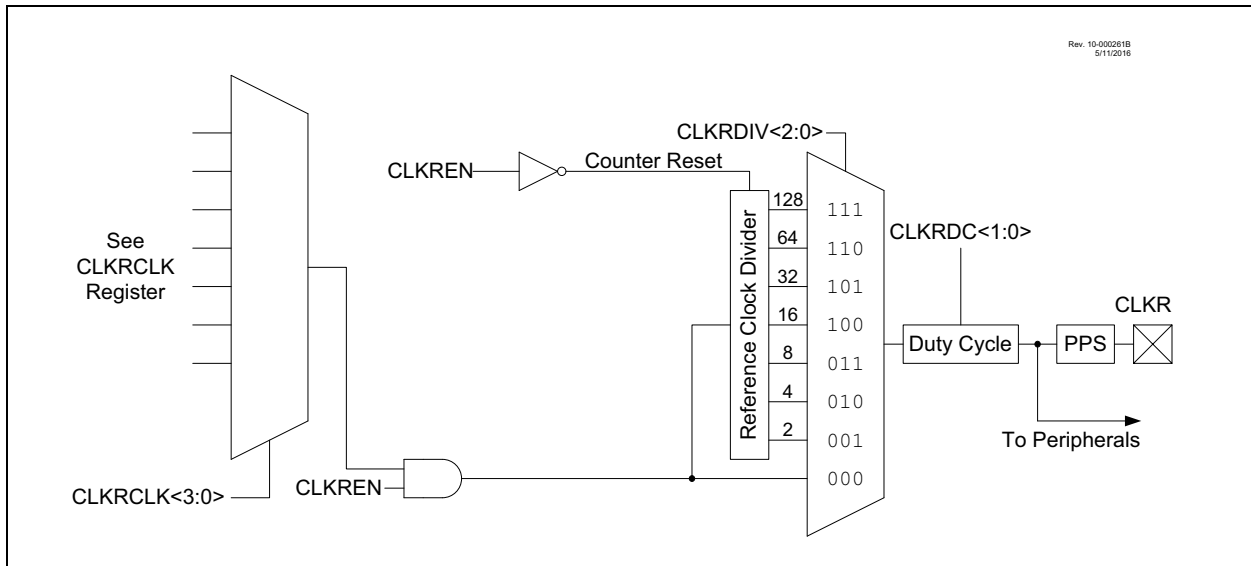 Rev. 10-000261B
5/11/2016
CLKRDIV<2:0>
CLKREN
Counter Reset
See
CLKRCLK
Register
Reference Clock Divider
128
64
32
16
8
4
2
111
110
101
100
011
010
001
000
CLKRDC<1:0>
CLKR
Duty Cycle
PPS
To Peripherals
CLKRCLK<3:0>
CLKREN